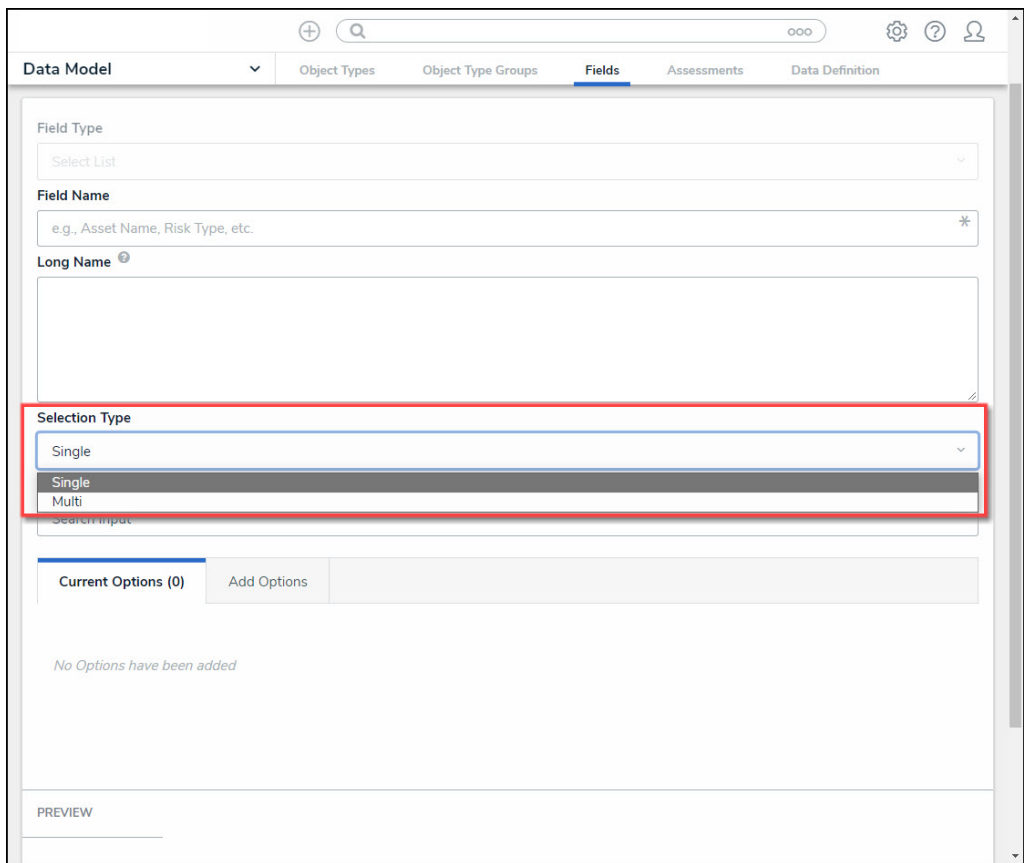 Data Model
Object Types Object Type Groups Fields Assessments Data Definition
Field Type
Select List
Field Name
e.g., Asset Name, Risk Type, etc. *
Long Name ?
Selection Type
Single
Single
Multi
Search Input
Current Options (0) Add Options
No Options have been added
PREVIEW